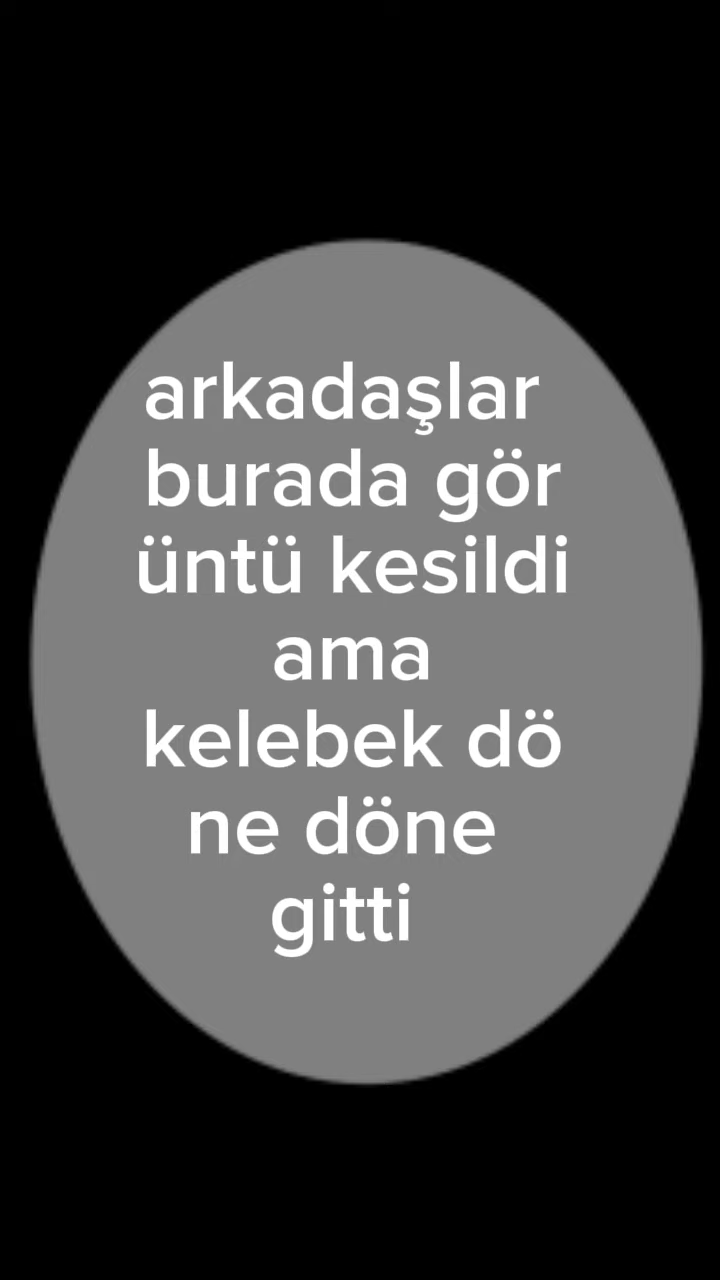 arkadaşlar
burada gör
üntü kesildi
ama
kelebek dö
ne döne
gitti